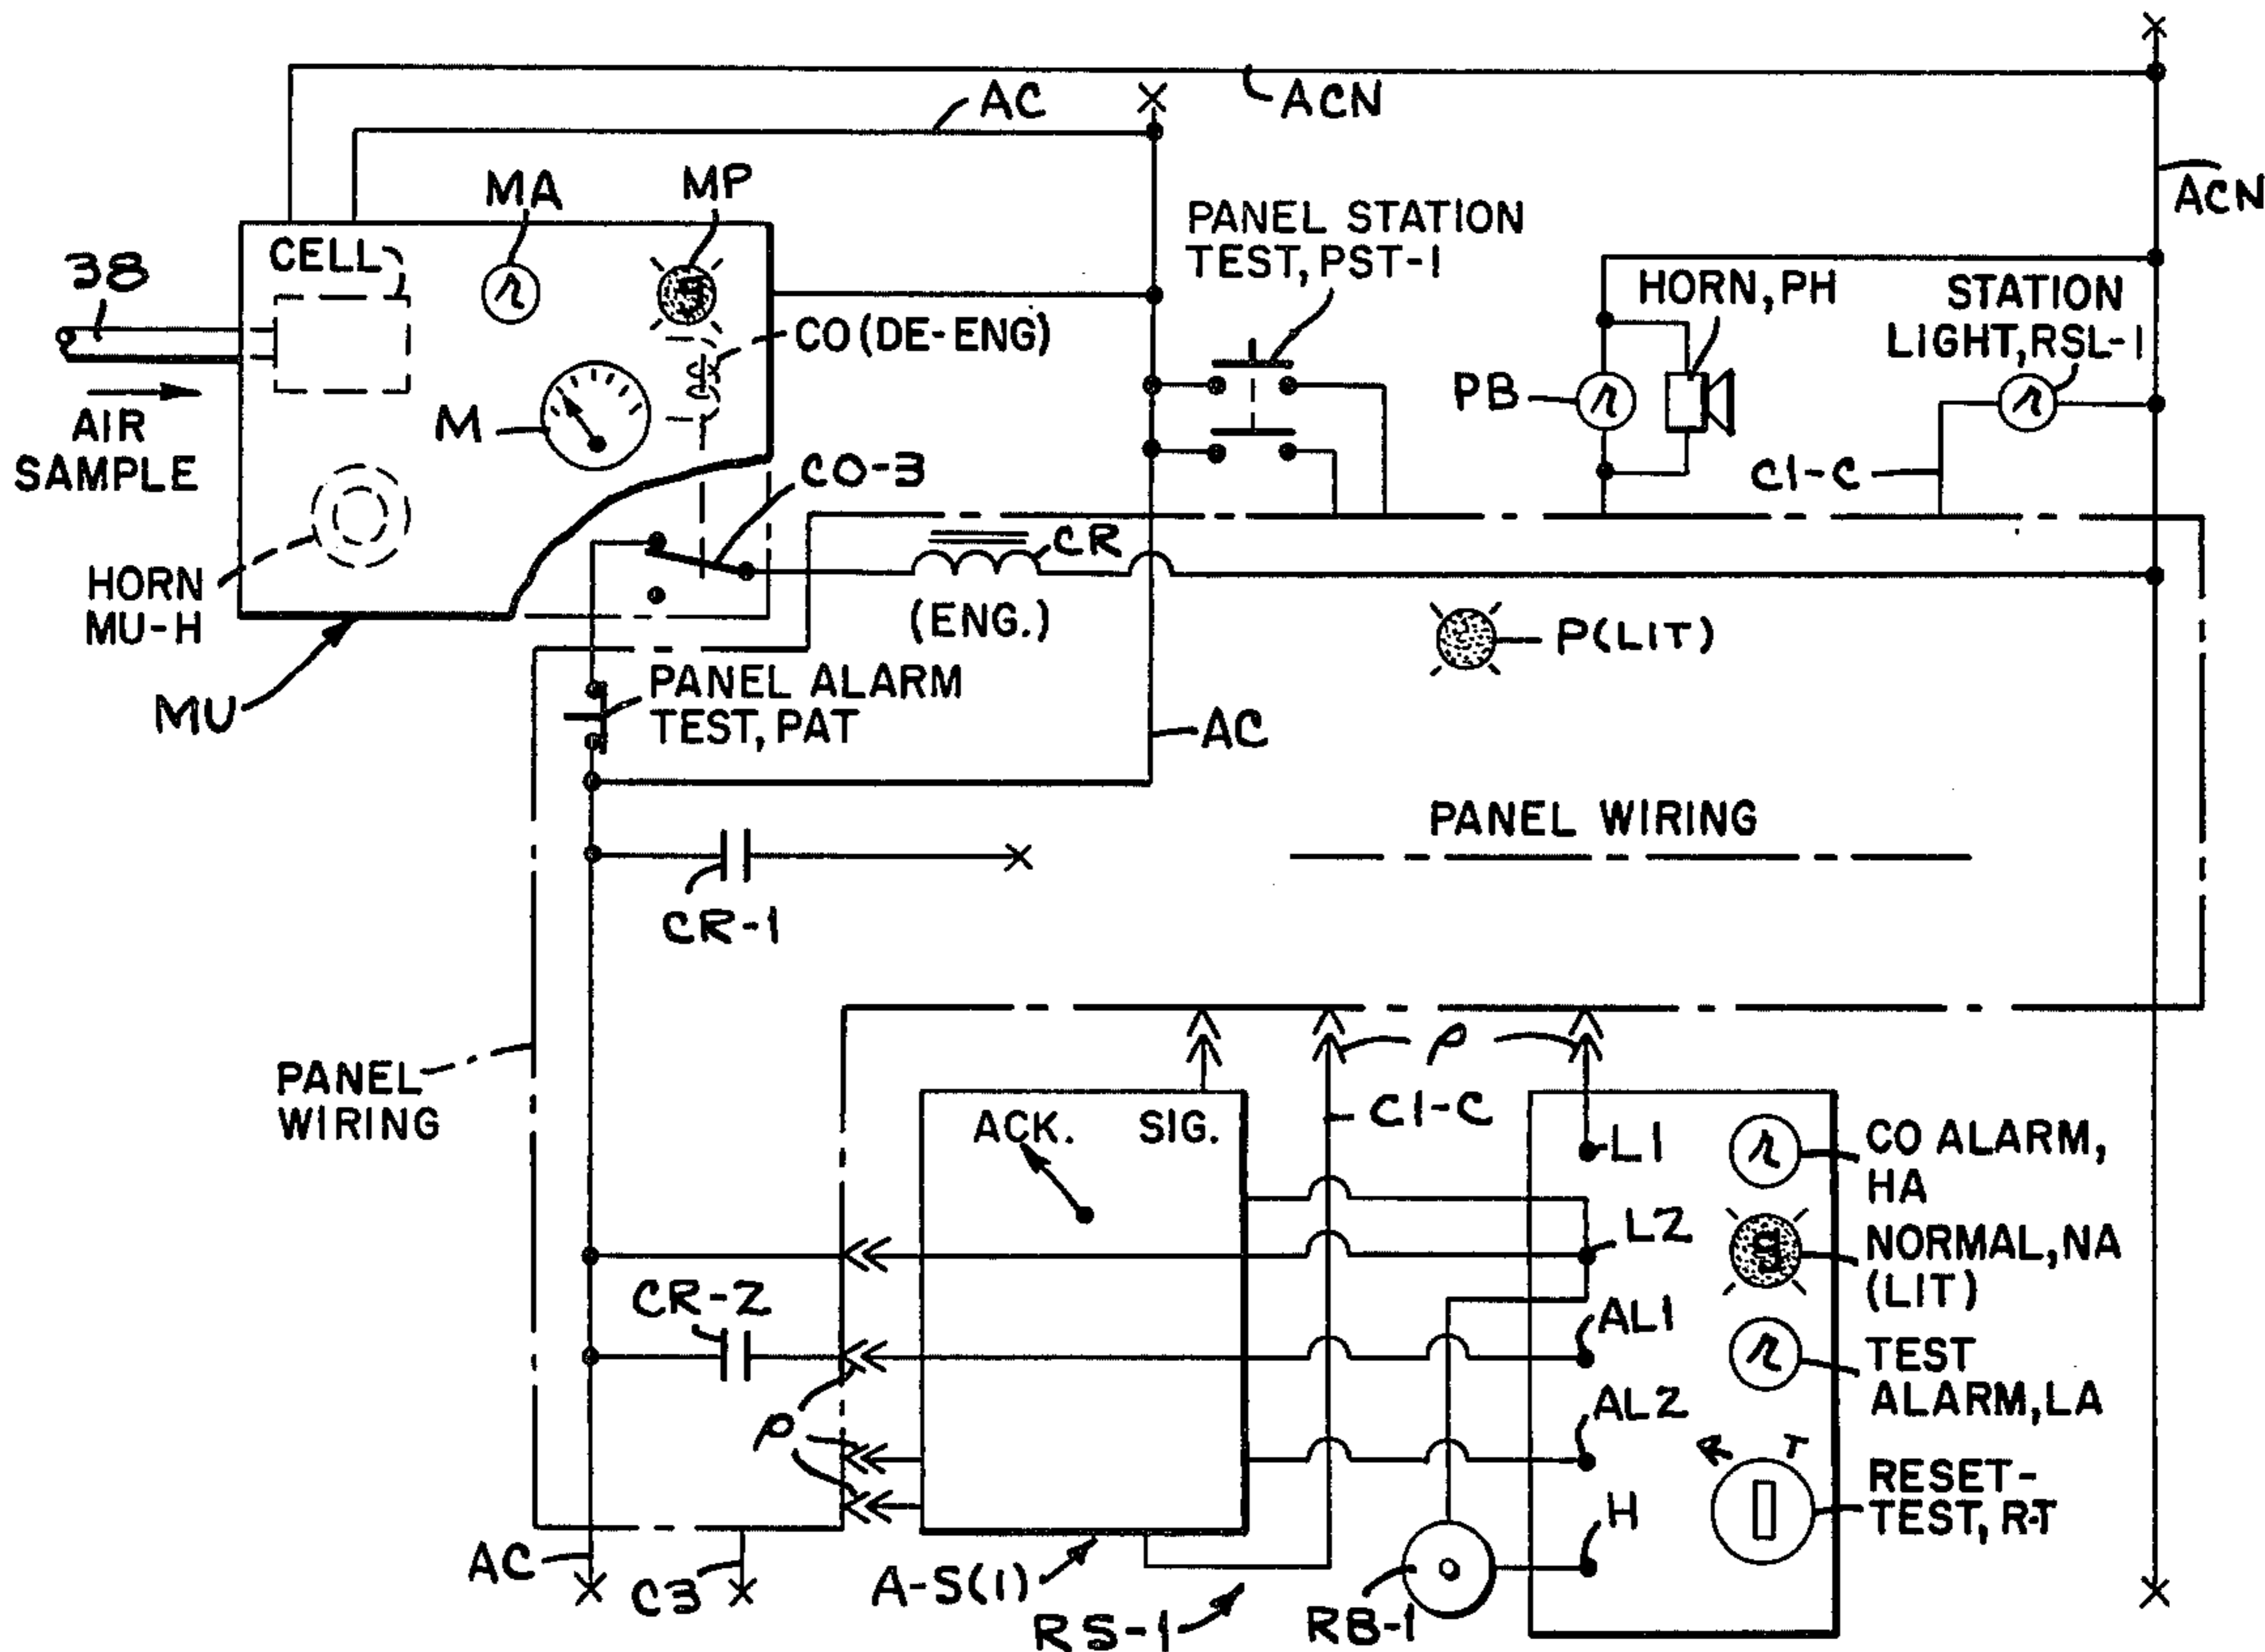 AC
ACN
ACN
MA
MP
38
CELL
PANEL STATION
TEST, PST-1
HORN, PH
STATION
LIGHT, RSL-1
CO (DE-ENG)
AIR
SAMPLE
M
PB
C1-C
CO-3
CR
(ENG.)
HORN
MU-H
MU
P(LIT)
PANEL ALARM
TEST, PAT
AC
PANEL WIRING
CR-1
PANEL
WIRING
P
C1-C
ACK. SIG.
L1
CO ALARM,
HA
L2
NORMAL, NA
(LIT)
CR-2
AL1
TEST
ALARM, LA
P
AL2
R T
RESET-
TEST, R-T
H
AC
C3
A-S(1)
RS-1
RB-1
r
g
r
r
r
g
r